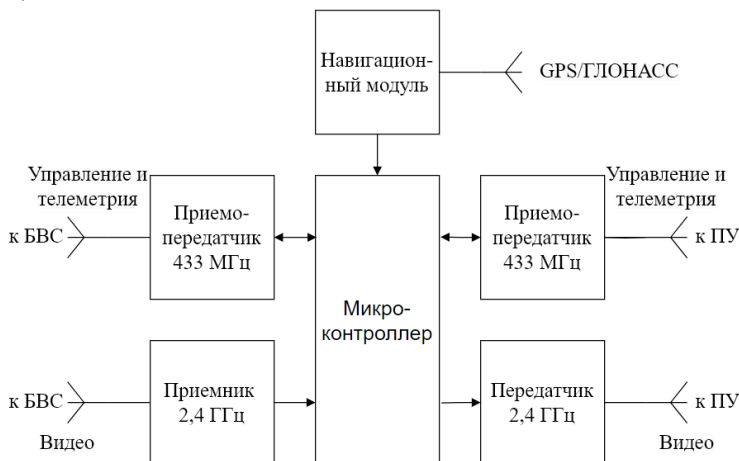 Навигацион-
ный модуль
GPS/ГЛОНАСС
Управление и
телеметрия
к БВС
Приемо-
передатчик
433 МГц
Микро-
контроллер
Приемо-
передатчик
433 МГц
Управление и
телеметрия
к ПУ
к БВС
Видео
Приемник
2,4 ГГц
Передатчик
2,4 ГГц
к ПУ
Видео